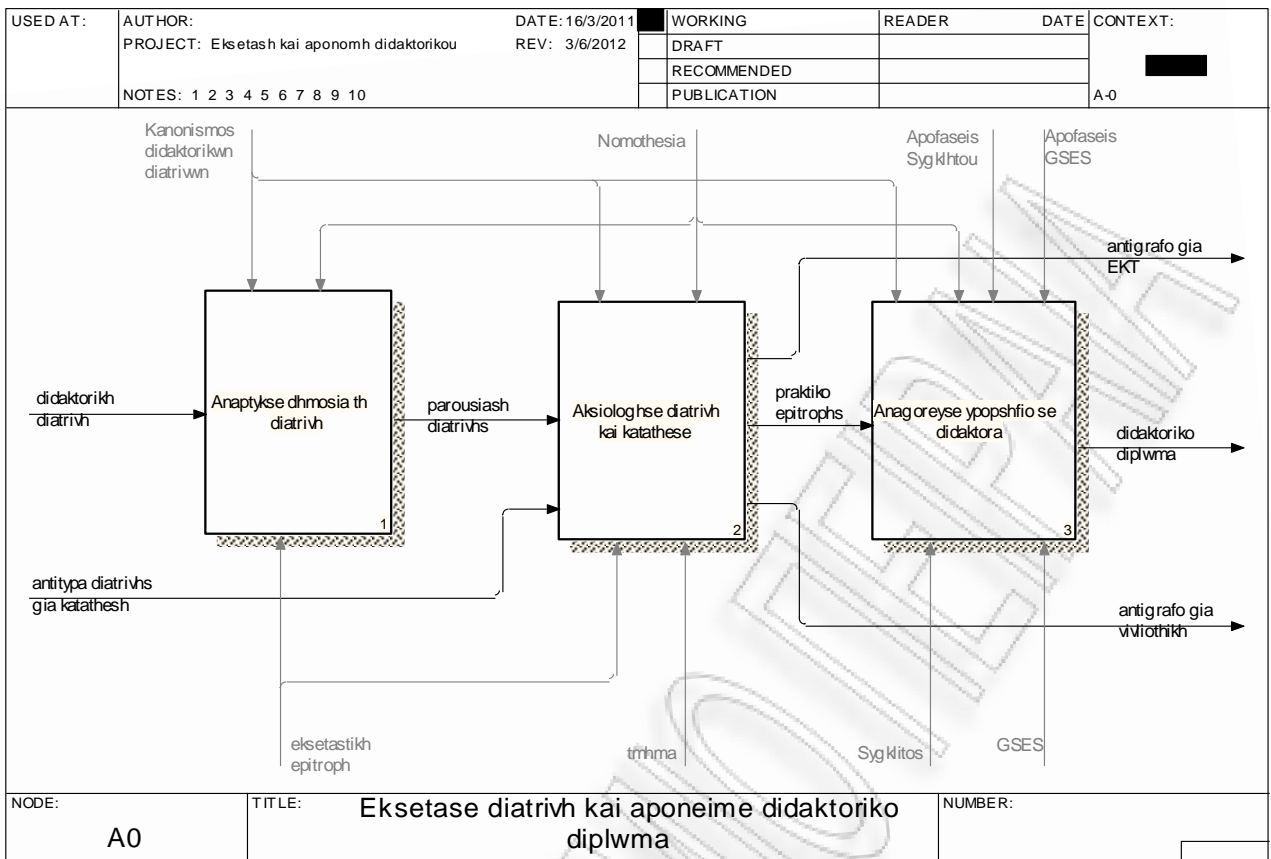 USED AT:
AUTHOR:
DATE: 16/3/2011
WORKING
READER
DATE
CONTEXT:
PROJECT: Eksetash kai aponomh didaktorikou
REV: 3/6/2012
DRAFT
RECOMMENDED
NOTES: 1 2 3 4 5 6 7 8 9 10
PUBLICATION
A-0
Kanonismos
didaktorikwn
diatrivwn
Nomothesia
Apofaseis
Sygklhtou
Apofaseis
GSES
antigrafo gia
EKT
didaktorikh
diatrivh
Anaptykse dhmosia th
diatrivh
1
parousiash
diatrivhs
Aksiologhse diatrivh
kai katathese
2
praktiko
epitrophs
Anagoreyse ypopshfio se
didaktora
3
didaktoriko
diplwma
antitypa diatrivhs
gia katathesh
antigrafo gia
vivliothikh
eksetastikh
epitroph
tmhma
Sygklitos
GSES
NODE:
A0
TITLE:
Eksetase diatrivh kai aponeime didaktoriko
diplwma
NUMBER: